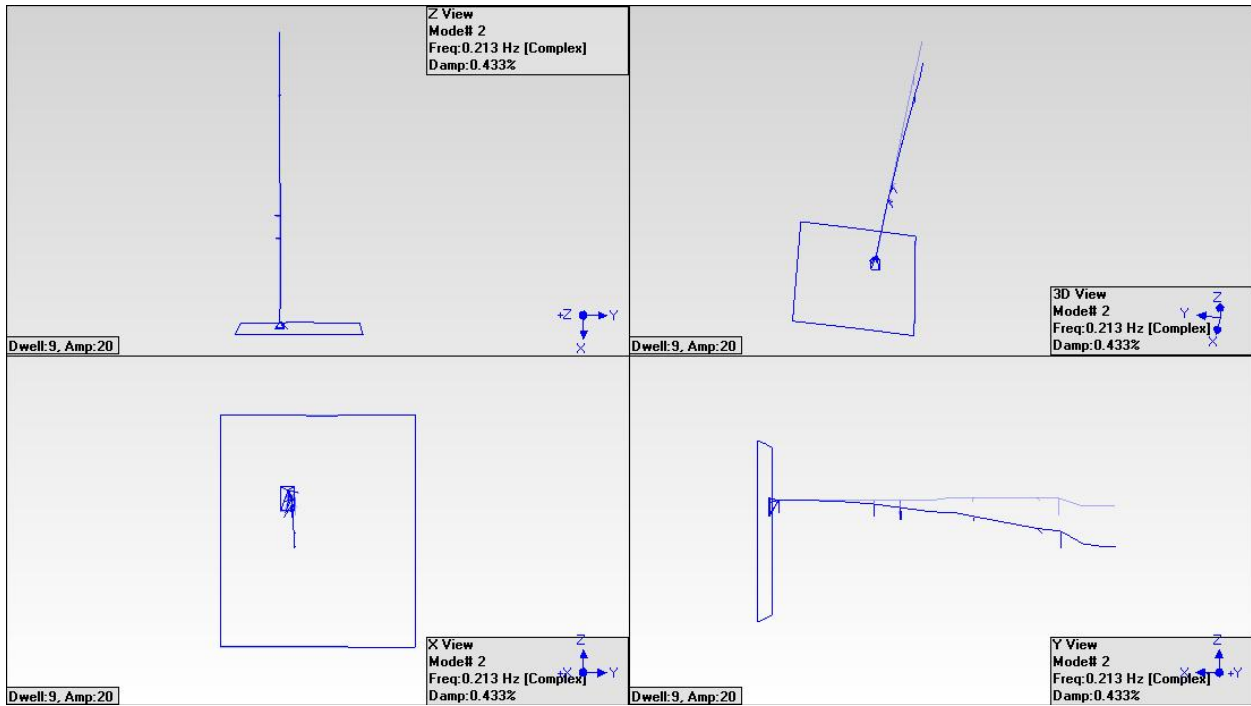 Z View
Mode# 2
Freq:0.213 Hz [Complex]
Damp:0.433%
+Z
Y
X
Dwell:9, Amp:20
3D View
Mode# 2
Freq:0.213 Hz [Complex]
Damp:0.433%
Z
Y
X
Dwell:9, Amp:20
X View
Mode# 2
Freq:0.213 Hz [Complex]
Damp:0.433%
Z
+X
Y
Dwell:9, Amp:20
Y View
Mode# 2
Freq:0.213 Hz [Complex]
Damp:0.433%
Z
X
+Y
Dwell:9, Amp:20